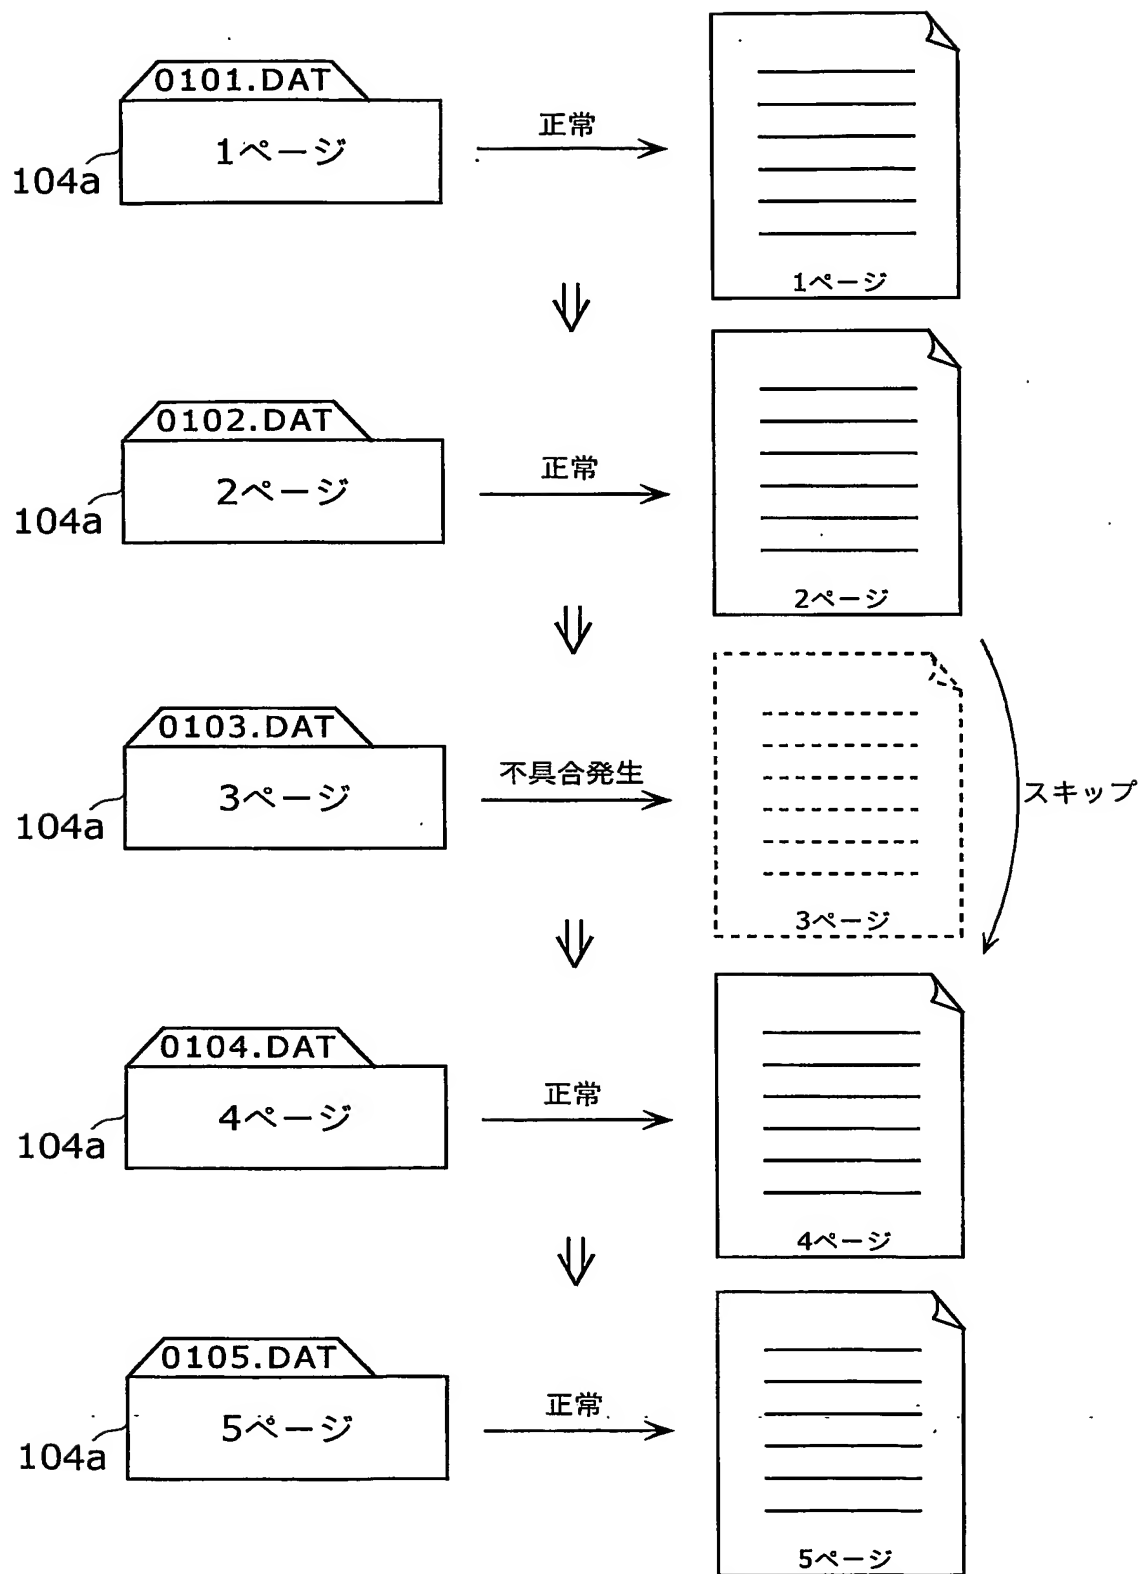 0101.DAT
1ページ
104a
正常
1ページ
0102.DAT
2ページ
104a
正常
2ページ
0103.DAT
3ページ
104a
不具合発生
3ページ
スキップ
0104.DAT
4ページ
104a
正常
4ページ
0105.DAT
5ページ
104a
正常
5ページ